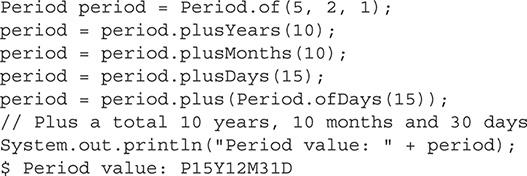 Period period = Period.of(5, 2, 1);
period = period.plusYears(10);
period = period.plusMonths(10);
period = period.plusDays(15);
period = period.plus(Period.ofDays(15));
// Plus a total 10 years, 10 months and 30 days
System.out.println("Period value: " + period);
$ Period value: P15Y12M31D